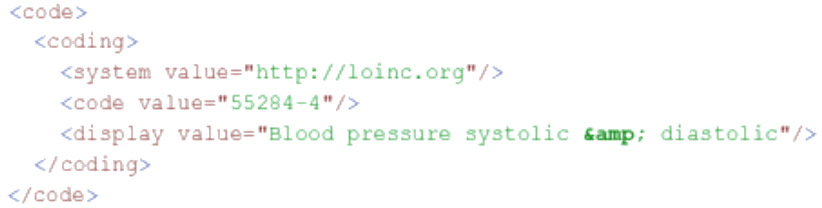 <code>
<coding>
<system value="http://loinc.org"/>
<code value="55284-4"/>
<display value="Blood pressure systolic &amp; diastolic"/>
</coding>
</code>